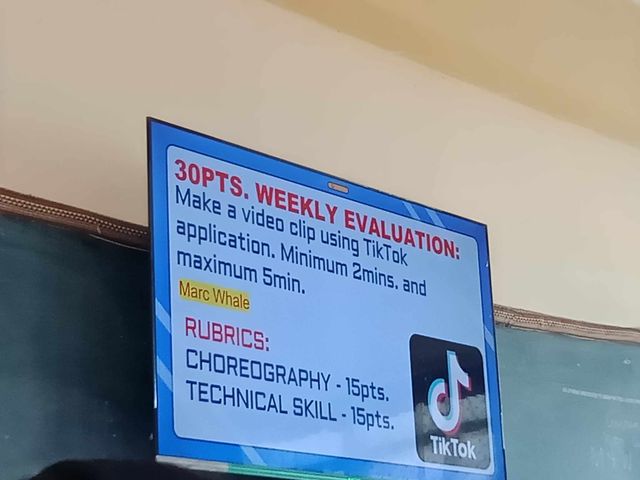 30PTS. WEEKLY EVALUATION:
Make a video clip using TikTok
application. Minimum 2mins. and
maximum 5min.
Marc Whale
RUBRICS:
CHOREOGRAPHY - 15pts.
TECHNICAL SKILL - 15pts.
TikTok